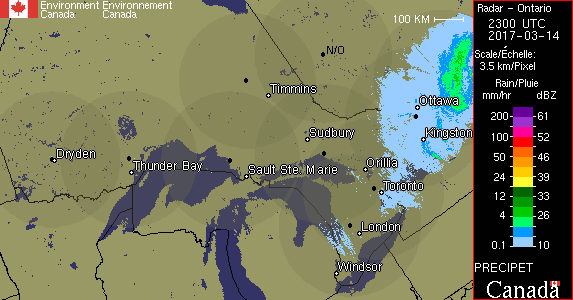 Environment Environnement
Canada Canada
100 KM
N/O
Timmins
Ottawa
Sudbury
Kingston
Dryden
Thunder Bay
Sault Ste. Marie
Orillia
Toronto
London
Windsor
Radar - Ontario
2300 UTC
2017-03-14
Scale/Échelle:
3.5 km/Pixel
Rain/Pluie
mm/hr dBZ
200 61
100 52
50 46
24 39
12 33
4 26
0.1 10
PRECIPET
Canada